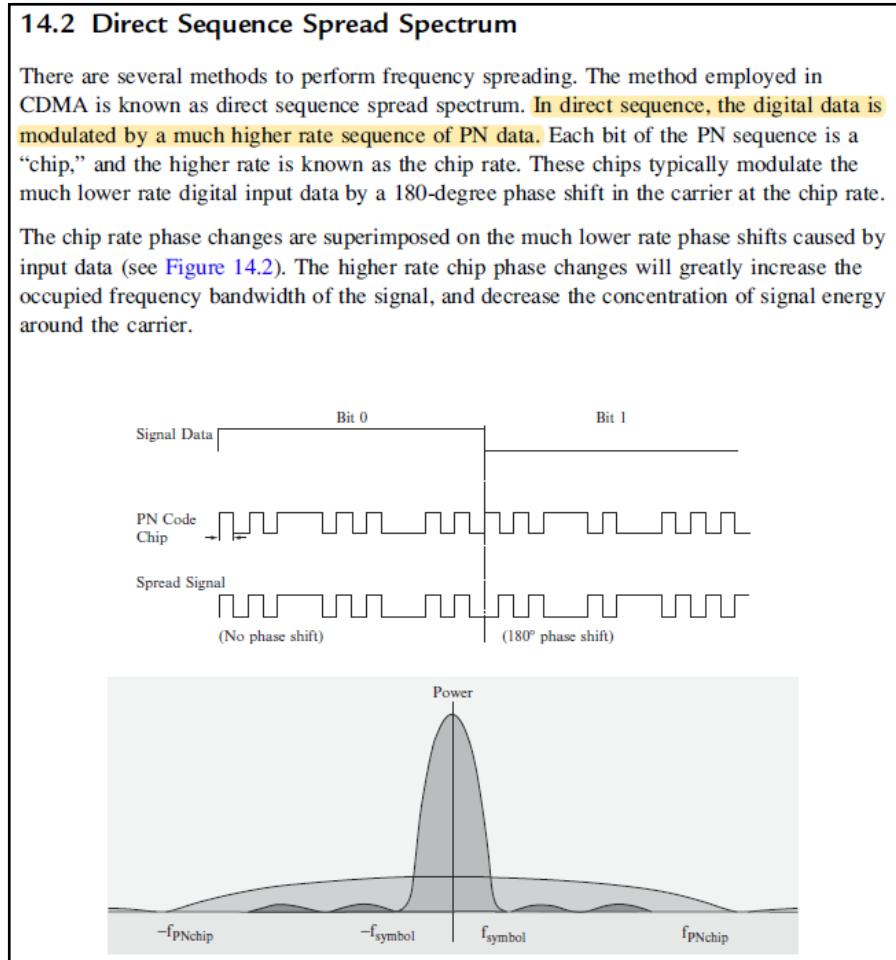 14.2 Direct Sequence Spread Spectrum
There are several methods to perform frequency spreading. The method employed in
CDMA is known as direct sequence spread spectrum. In direct sequence, the digital data is
modulated by a much higher rate sequence of PN data. Each bit of the PN sequence is a
“chip,” and the higher rate is known as the chip rate. These chips typically modulate the
much lower rate digital input data by a 180-degree phase shift in the carrier at the chip rate.
The chip rate phase changes are superimposed on the much lower rate phase shifts caused by
input data (see Figure 14.2). The higher rate chip phase changes will greatly increase the
occupied frequency bandwidth of the signal, and decrease the concentration of signal energy
around the carrier.
Bit 0 Bit 1
Signal Data
PN Code
Chip
Spread Signal
(No phase shift) (180° phase shift)
Power
−fPNchip −fsymbol fsymbol fPNchip